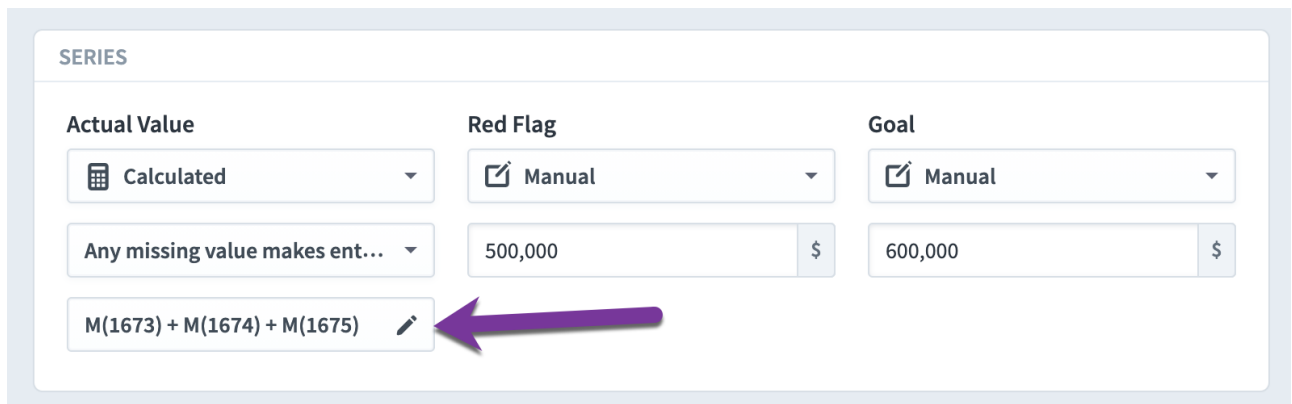 SERIES
Actual Value
Red Flag
Goal
Calculated
Manual
Manual
Any missing value makes ent...
500,000
$
600,000
$
M(1673) + M(1674) + M(1675)